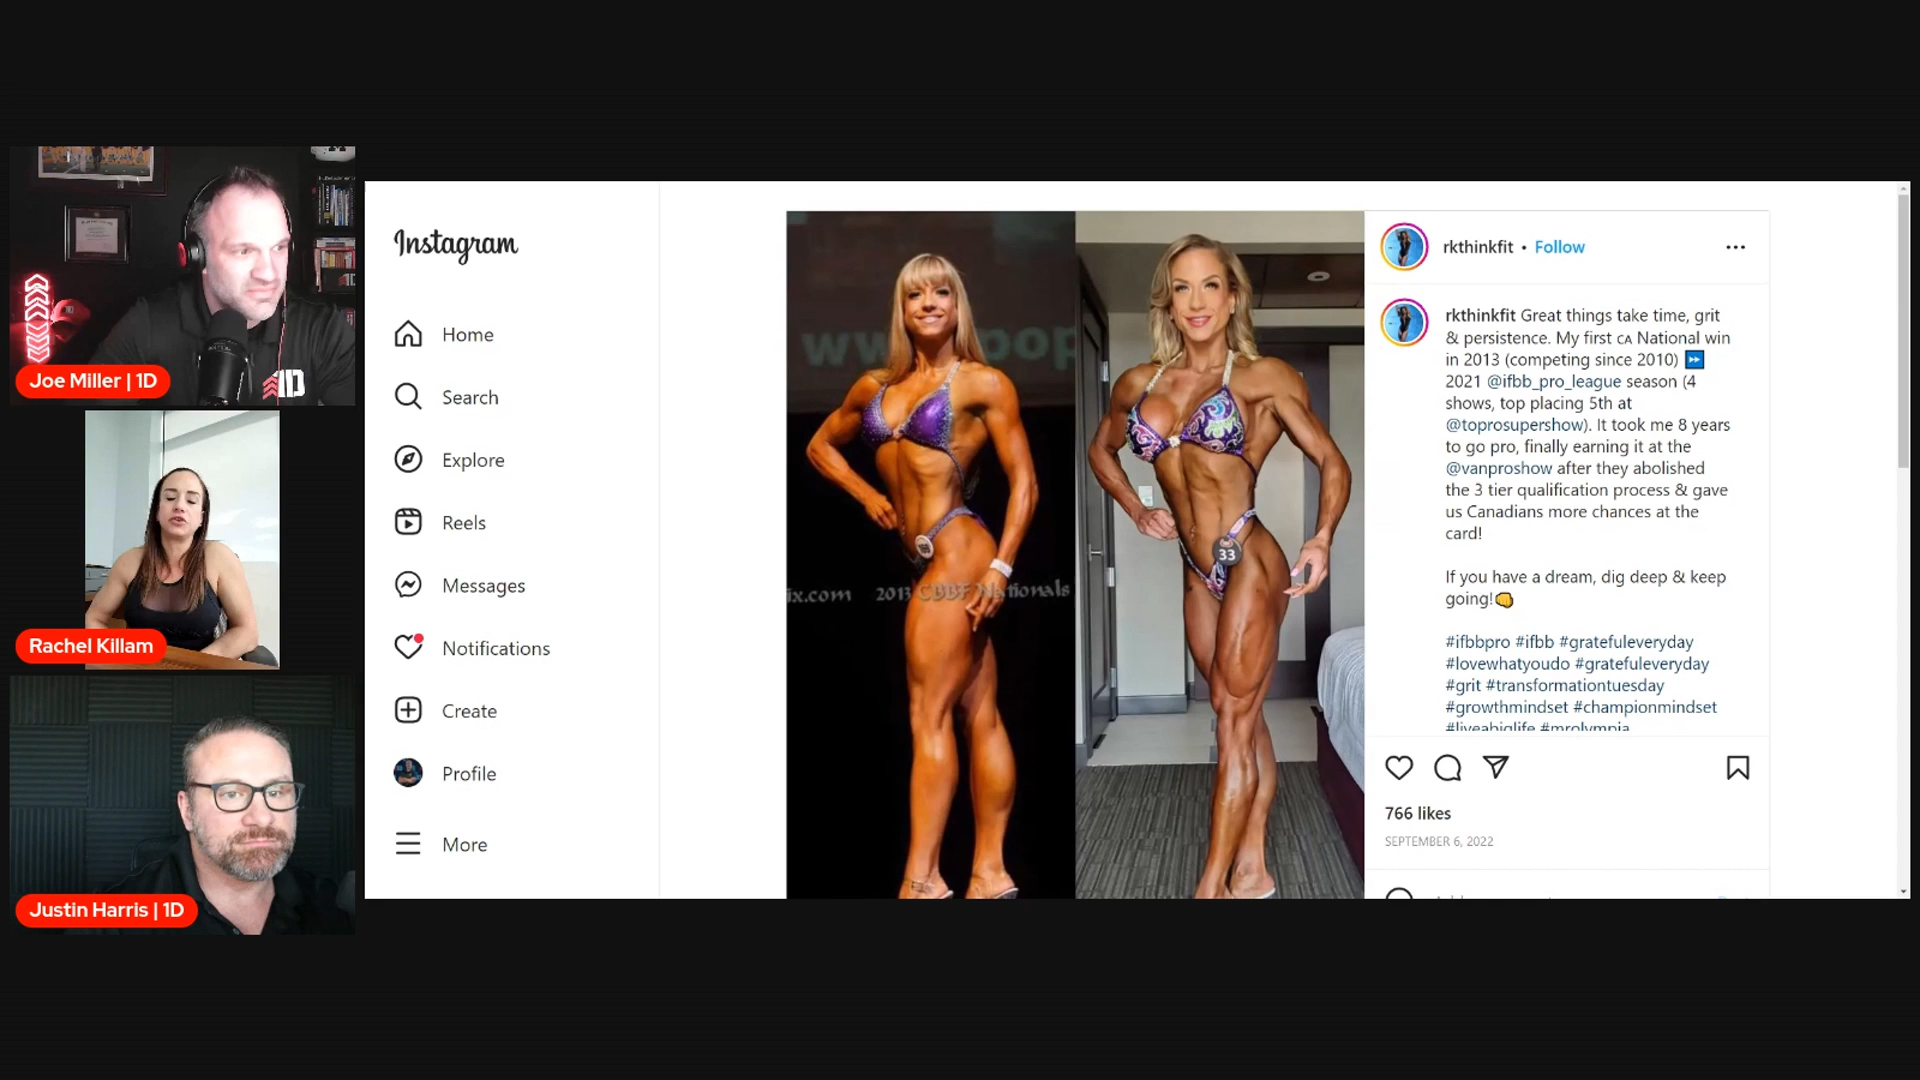 Joe Miller | 1D
1D
Rachel Killam
Justin Harris | 1D
Instagram
Home
Search
Explore
Reels
Messages
Notifications
Create
Profile
More
2013 CBBF Nationals
33
rkthinkfit • Follow
rkthinkfit Great things take time, grit
& persistence. My first CA National win
in 2013 (competing since 2010) ⏩
2021 @ifbb_pro_league season (4
shows, top placing 5th at
@toprosupershow). It took me 8 years
to go pro, finally earning it at the
@vanproshow after they abolished
the 3 tier qualification process & gave
us Canadians more chances at the
card!
If you have a dream, dig deep & keep
going!👊
#ifbbpro #ifbb #gratefuleveryday
#lovewhatyoudo #gratefuleveryday
#grit #transformationtuesday
#growthmindset #championmindset
#liveabiglife #mrolympia
766 likes
SEPTEMBER 6, 2022